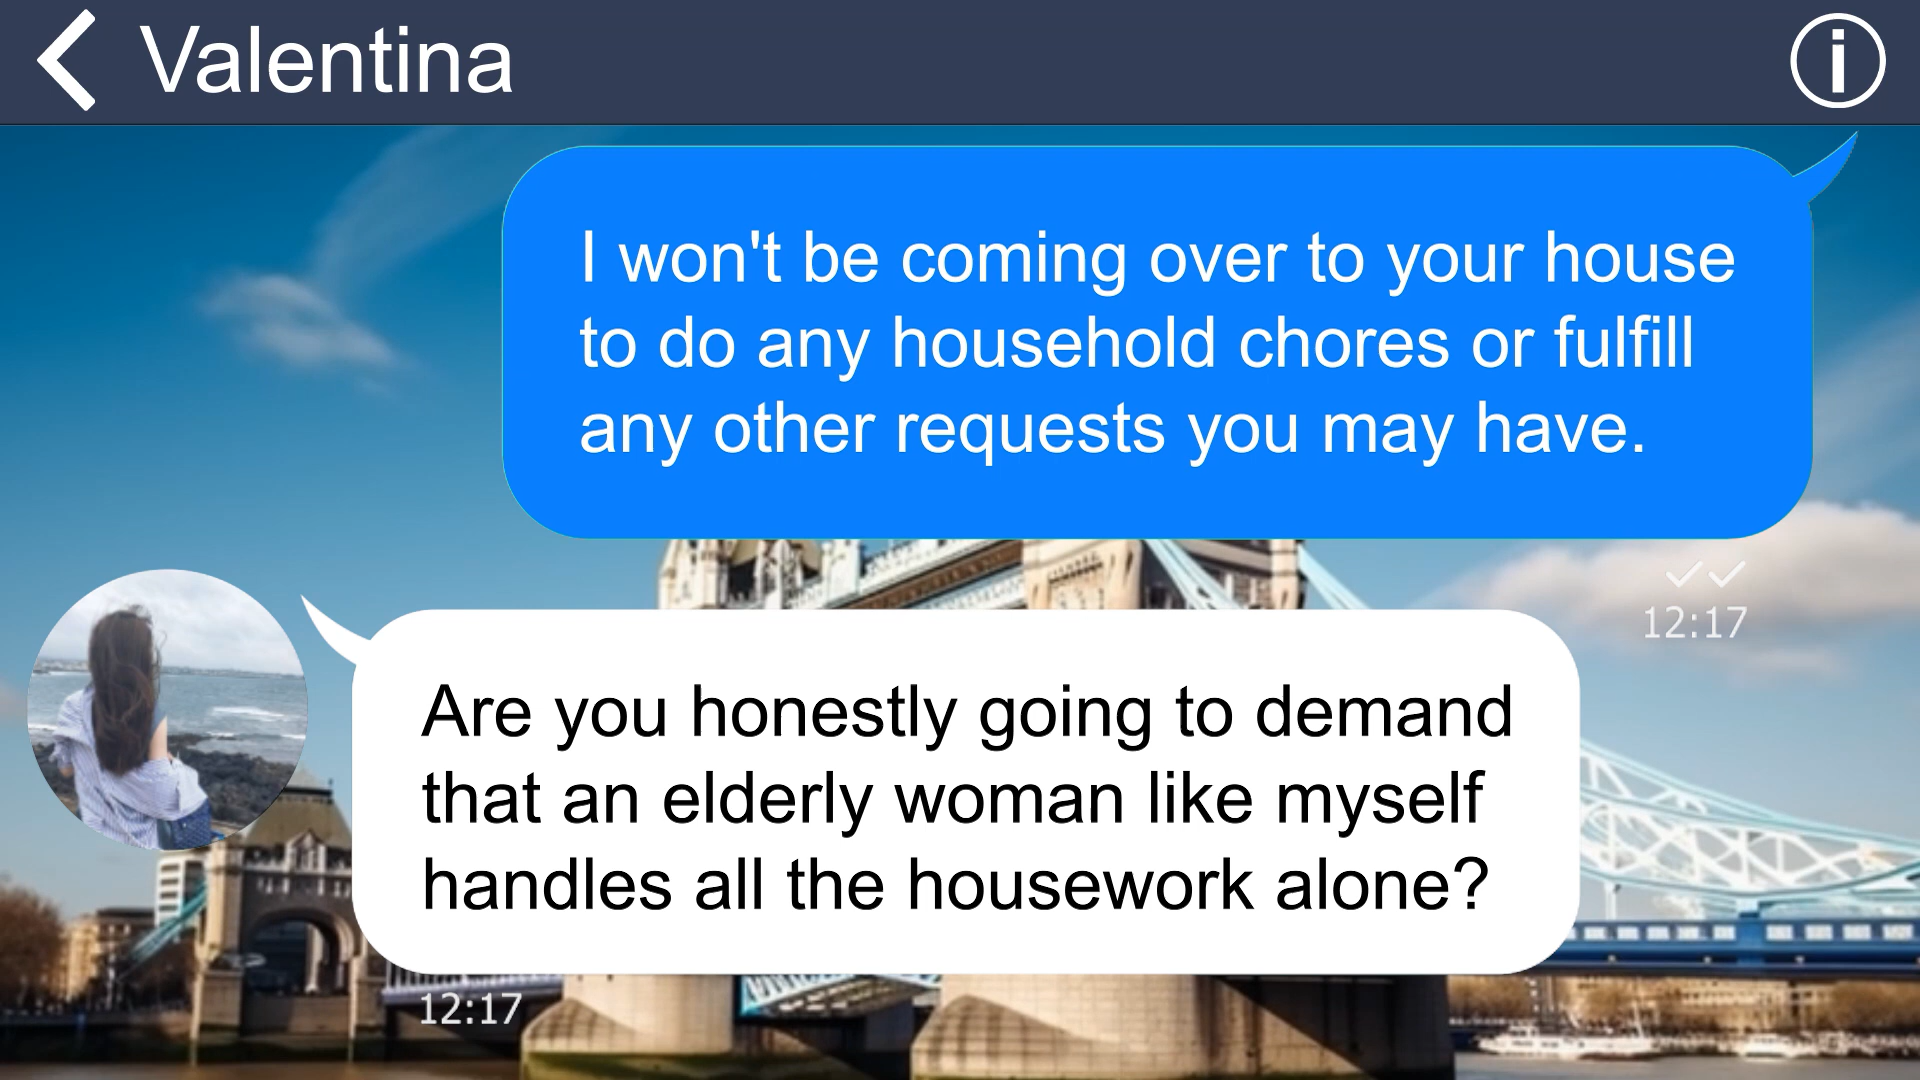 Valentina
I won't be coming over to your house
to do any household chores or fulfill
any other requests you may have.
12:17
Are you honestly going to demand
that an elderly woman like myself
handles all the housework alone?
12:17